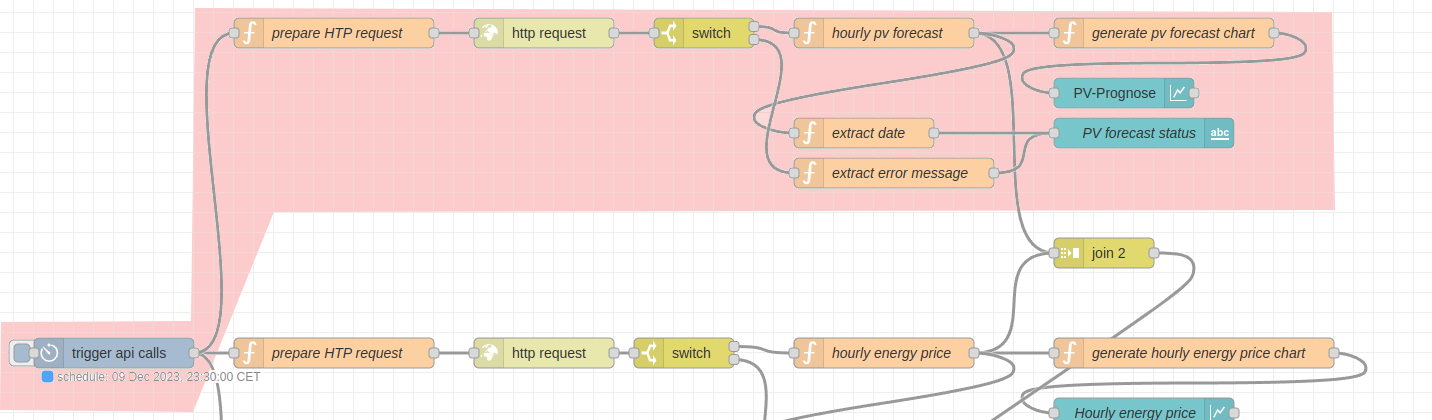 prepare HTP request
http request
switch
hourly pv forecast
generate pv forecast chart
PV-Prognose
extract date
PV forecast status
abc
extract error message
join 2
trigger api calls
prepare HTP request
http request
switch
hourly energy price
generate hourly energy price chart
schedule: 09 Dec 2023, 23:30:00 CET
Hourly energy price